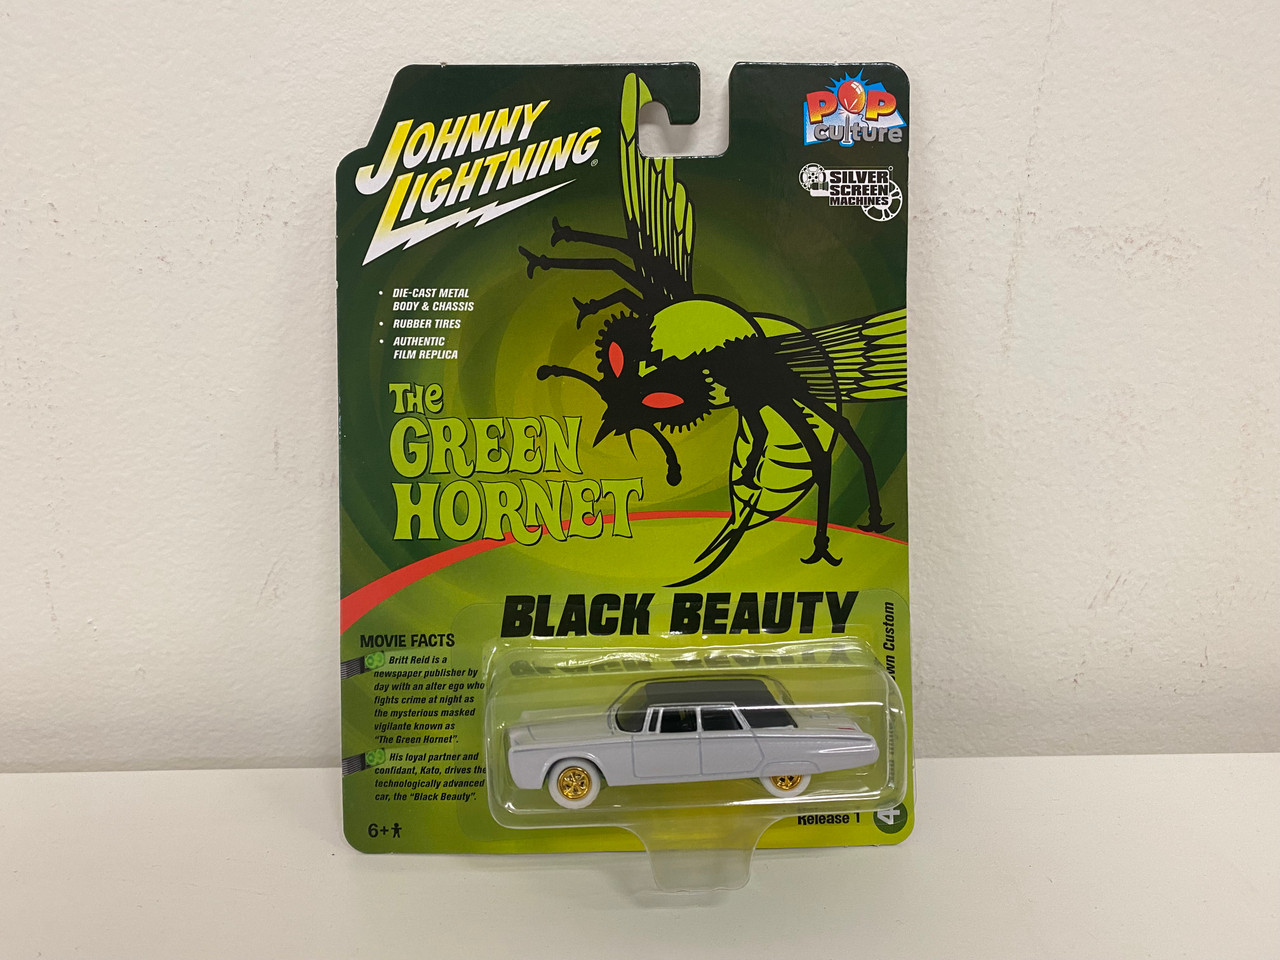 JOHNNY
LIGHTNING®
POP
culture
SILVER
SCREEN
MACHINES
• DIE-CAST METAL
BODY & CHASSIS
• RUBBER TIRES
• AUTHENTIC
FILM REPLICA
THE
GREEN
HORNET
BLACK BEAUTY
MOVIE FACTS
Britt Reid is a
newspaper publisher by
day with an alter ego who
fights crime at night as
the mysterious masked
vigilante known as
"The Green Hornet".
His loyal partner and
confidant, Kato, drives the
technologically advanced
car, the "Black Beauty".
6+
Custom
Release 1
4